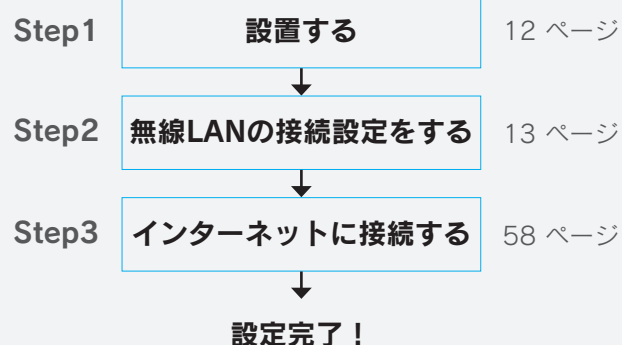 Step1 設置する 12 ページ
Step2 無線LANの接続設定をする 13 ページ
Step3 インターネットに接続する 58 ページ
設定完了！